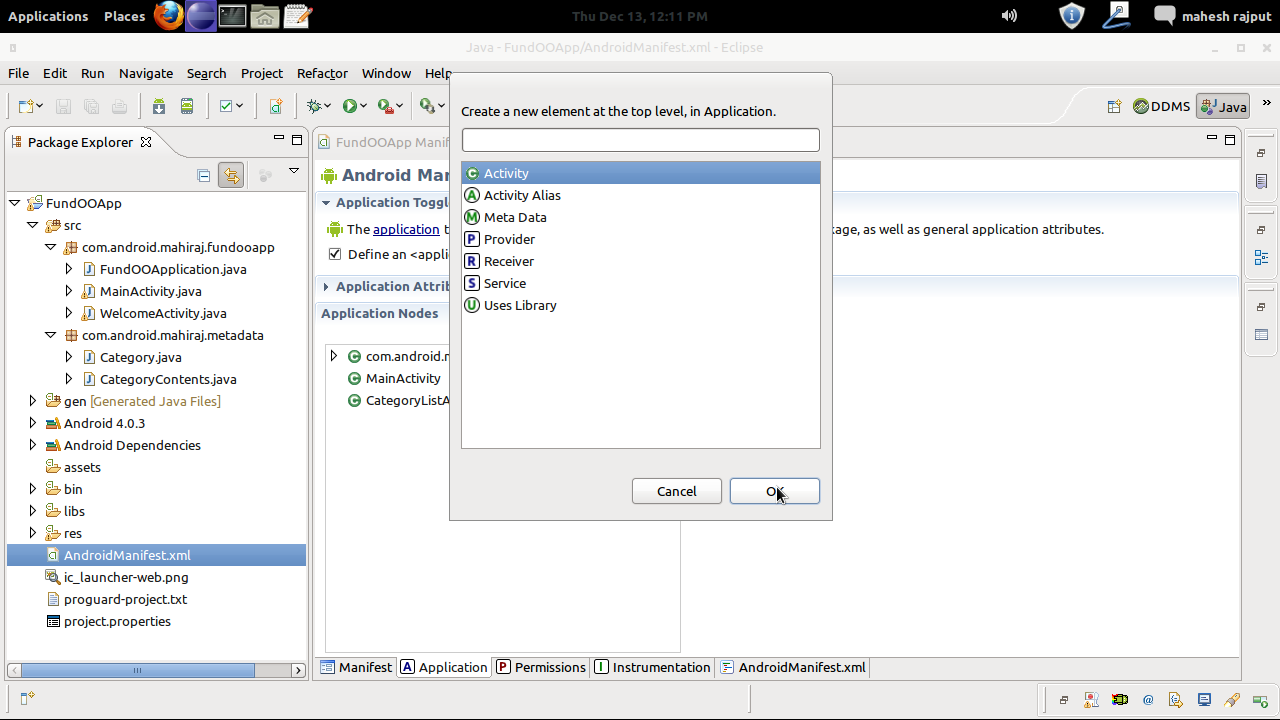 Applications Places Thu Dec 13, 12:11 PM mahesh rajput
Java - FundOOApp/AndroidManifest.xml - Eclipse
File Edit Run Navigate Search Project Refactor Window Help
DDMS Java
Package Explorer
FundOOApp
src
com.android.mahiraj.fundooapp
FundOOApplication.java
MainActivity.java
WelcomeActivity.java
com.android.mahiraj.metadata
Category.java
CategoryContents.java
gen [Generated Java Files]
Android 4.0.3
Android Dependencies
assets
bin
libs
res
AndroidManifest.xml
ic_launcher-web.png
proguard-project.txt
project.properties
FundOOApp Manif
Android Mar
Application Toggl
The application t
kage, as well as general application attributes.
Define an <appli
Application Attrib
Application Nodes
com.android.m
MainActivity
CategoryListA
Create a new element at the top level, in Application.
Activity
Activity Alias
Meta Data
Provider
Receiver
Service
Uses Library
Cancel OK
Manifest Application Permissions Instrumentation AndroidManifest.xml